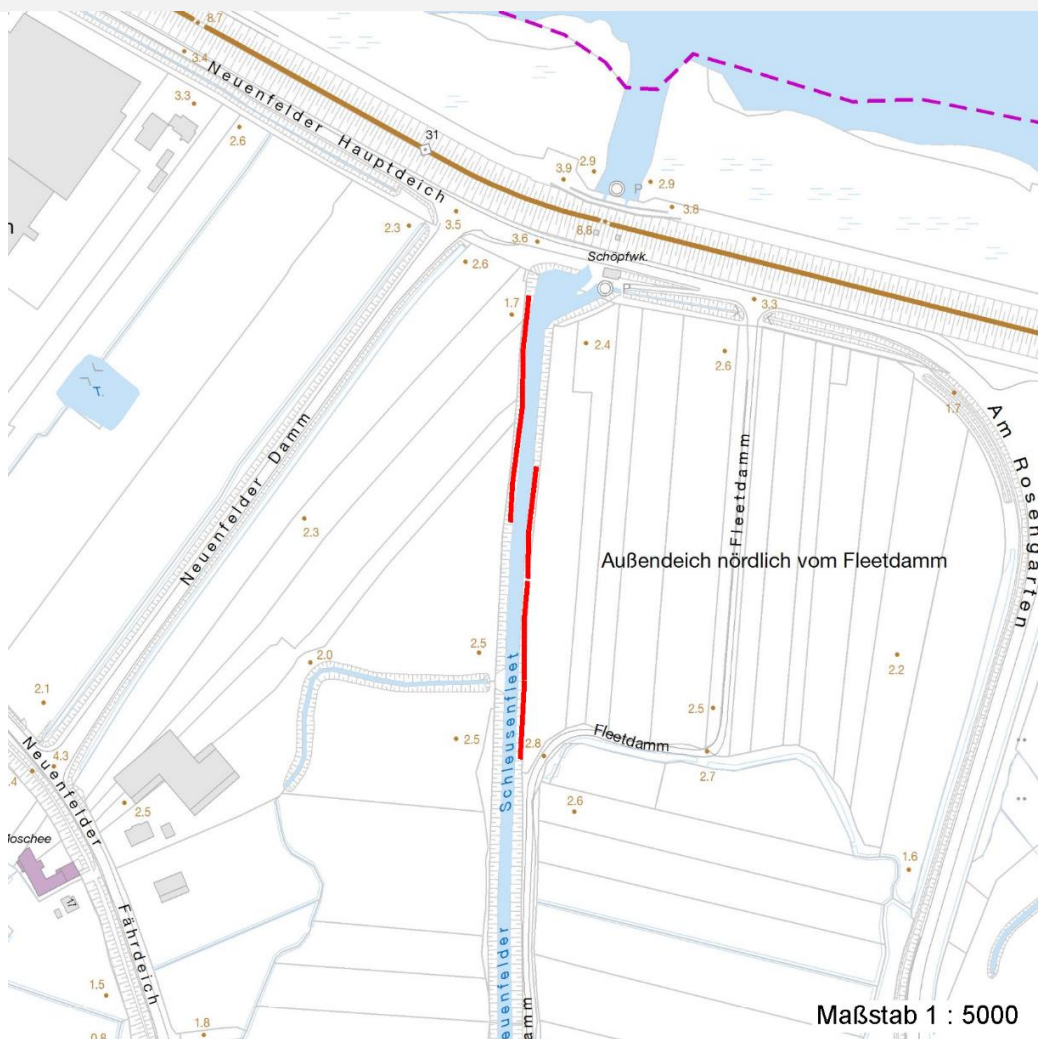 8.7
3.4
Neuenfelder Hauptdeich
3.3
2.6
31
3.9
2.9
P
2.9
3.8
2.3
3.5
3.6
8.8
Schöpfwk.
2.6
P
3.3
1.7
2.4
2.6
1.7
T.
Am Rosengarten
Neuenfelder Damm
Fleetdamm
2.3
Außendeich nördlich vom Fleetdamm
2.5
2.0
2.2
2.1
Schleusenfleet
2.5
2.5
2.8
Fleetdamm
2.7
4.3
Neuenfelder
2.5
2.6
17
1.6
Fährdeich
1.5
1.8
0.8
Maßstab 1 : 5000